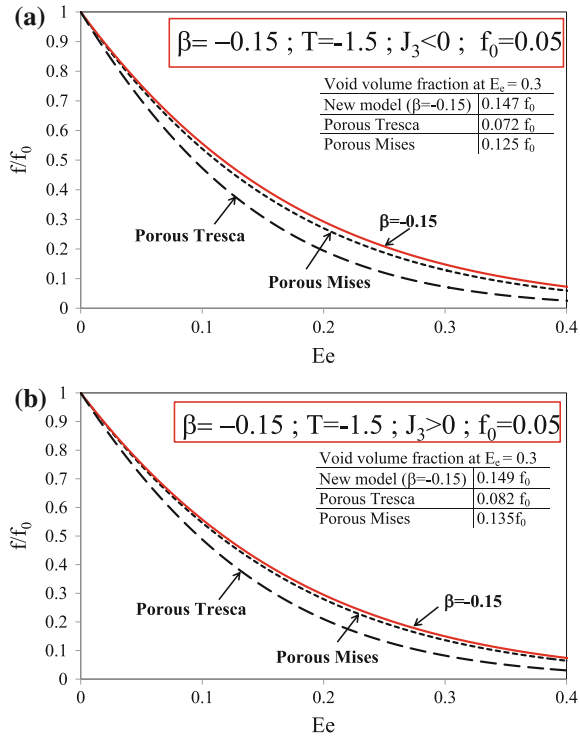 (a)
β= −0.15 ; T=-1.5 ; J3<0 ; f0=0.05
Void volume fraction at Ee = 0.3
New model (β=-0.15) 0.147 f0
Porous Tresca 0.072 f0
Porous Mises 0.125 f0
1
0.9
0.8
0.7
0.6
0.5
0.4
0.3
0.2
0.1
0
f/f0
β=-0.15
Porous Tresca
Porous Mises
0 0.1 0.2 0.3 0.4
Ee
(b)
β= −0.15 ; T=-1.5 ; J3>0 ; f0=0.05
Void volume fraction at Ee = 0.3
New model (β=-0.15) 0.149 f0
Porous Tresca 0.082 f0
Porous Mises 0.135f0
1
0.9
0.8
0.7
0.6
0.5
0.4
0.3
0.2
0.1
0
f/f0
β=-0.15
Porous Tresca
Porous Mises
0 0.1 0.2 0.3 0.4
Ee